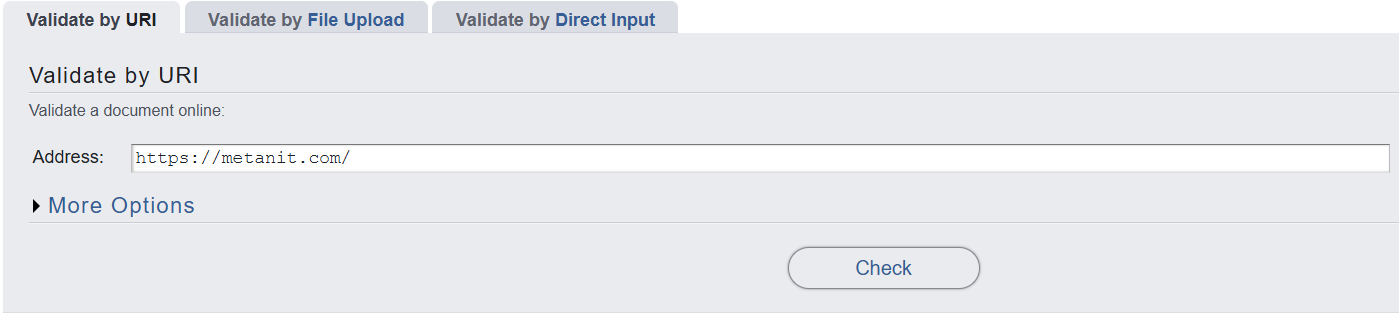 Validate by URI Validate by File Upload Validate by Direct Input
Validate by URI
Validate a document online:
Address: https://metanit.com/
More Options
Check